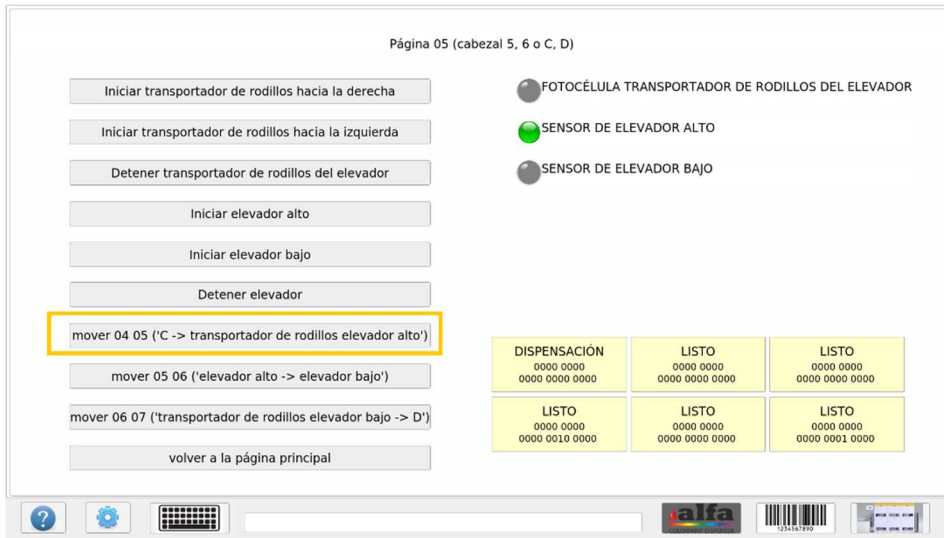 Página 05 (cabezal 5, 6 o C, D)
Iniciar transportador de rodillos hacia la derecha
Iniciar transportador de rodillos hacia la izquierda
Detener transportador de rodillos del elevador
Iniciar elevador alto
Iniciar elevador bajo
Detener elevador
mover 04 05 ('C -> transportador de rodillos elevador alto')
mover 05 06 ('elevador alto -> elevador bajo')
mover 06 07 ('transportador de rodillos elevador bajo -> D')
volver a la página principal
FOTOCÉLULA TRANSPORTADOR DE RODILLOS DEL ELEVADOR
SENSOR DE ELEVADOR ALTO
SENSOR DE ELEVADOR BAJO
DISPENSACIÓN
0000 0000
0000 0000 0000
LISTO
0000 0000
0000 0000 0000
LISTO
0000 0000
0000 0000 0000
LISTO
0000 0000
0000 0010 0000
LISTO
0000 0000
0000 0000 0000
LISTO
0000 0000
0000 0001 0000
?
alfa
1234567890